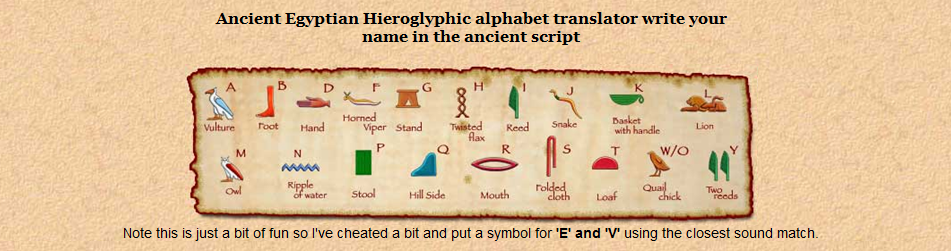 Ancient Egyptian Hieroglyphic alphabet translator write your
name in the ancient script
A B D F G H I J K L
Vulture Foot Hand Horned Viper Stand Twisted flax Reed Snake Basket with handle Lion
M N P Q R S T W/O Y
Owl Ripple of water Stool Hill Side Mouth Folded cloth Loaf Quail chick Two reeds
Note this is just a bit of fun so I've cheated a bit and put a symbol for 'E' and 'V' using the closest sound match.